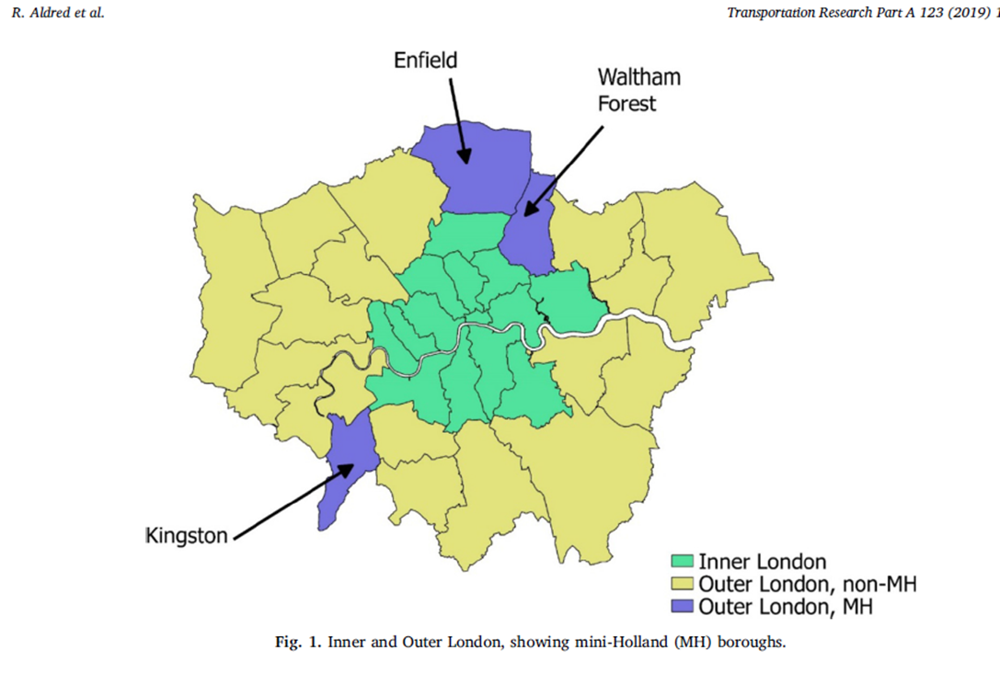 R. Aldred et al.
Transportation Research Part A 123 (2019) 1
Enfield
Waltham
Forest
Kingston
Inner London
Outer London, non-MH
Outer London, MH
Fig. 1. Inner and Outer London, showing mini-Holland (MH) boroughs.